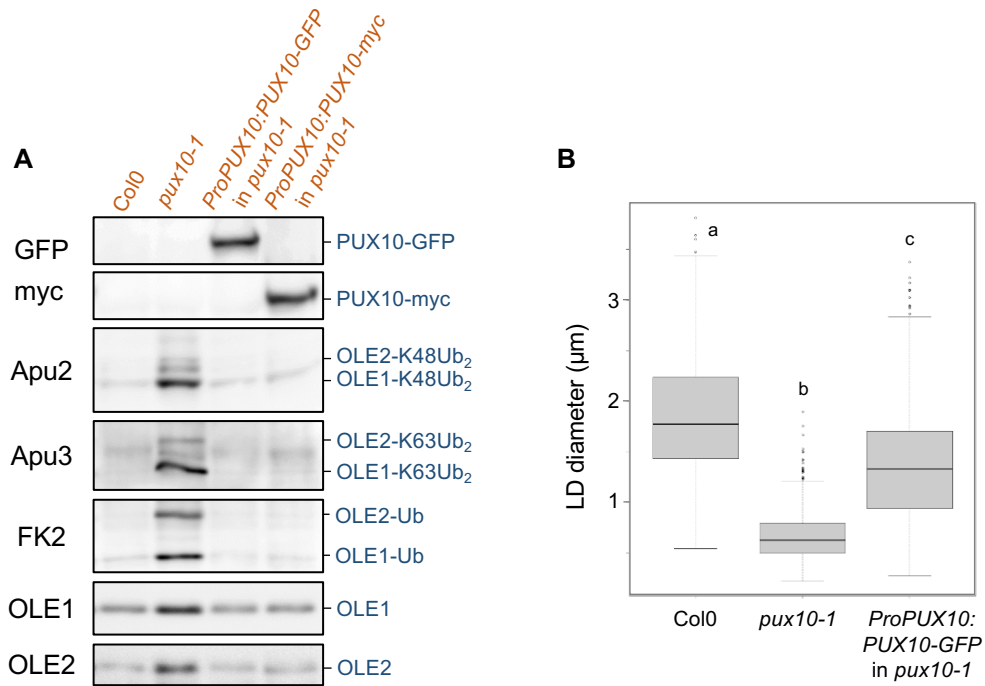 A
Col0
pux10-1
ProPUX10:PUX10-GFP
in pux10-1
ProPUX10:PUX10-myc
in pux10-1
GFP
PUX10-GFP
myc
PUX10-myc
Apu2
OLE2-K48Ub₂
OLE1-K48Ub₂
Apu3
OLE2-K63Ub₂
OLE1-K63Ub₂
FK2
OLE2-Ub
OLE1-Ub
OLE1
OLE1
OLE2
OLE2
B
LD diameter (μm)
3
2
1
a
b
c
Col0
pux10-1
ProPUX10:
PUX10-GFP
in pux10-1